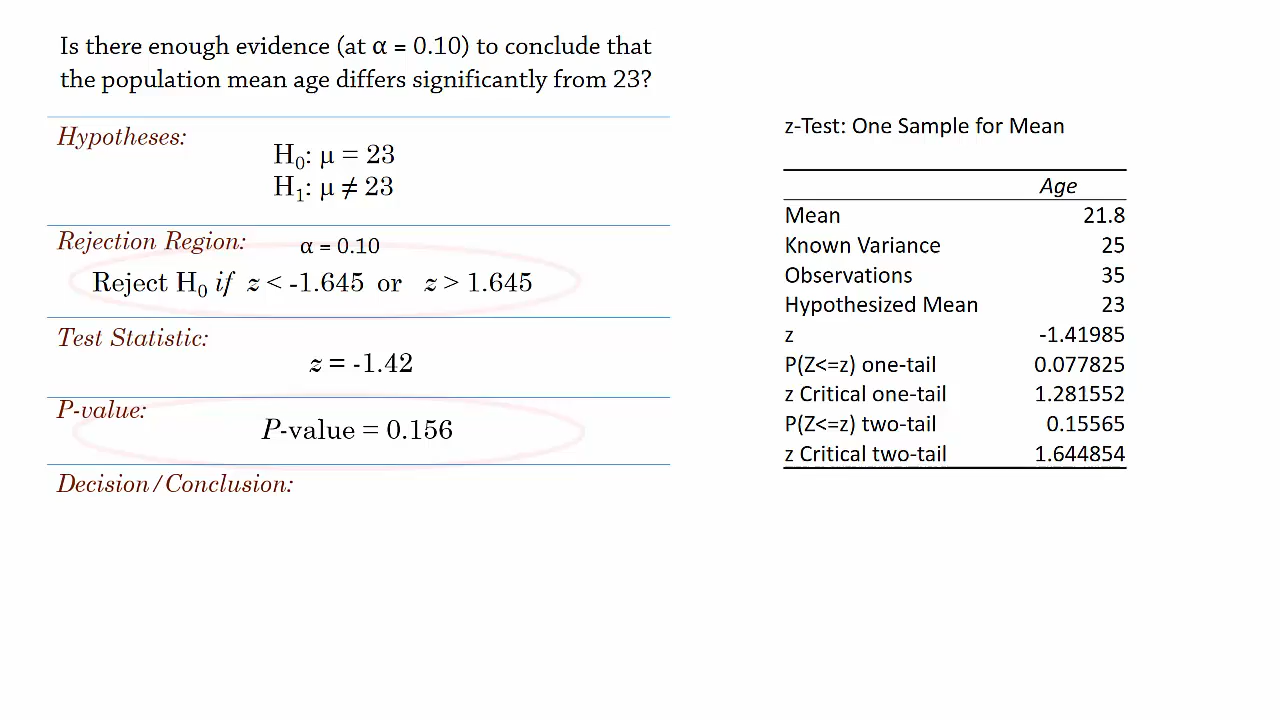 Is there enough evidence (at α = 0.10) to conclude that
the population mean age differs significantly from 23?
Hypotheses:
H₀: μ = 23
H₁: μ ≠ 23
Rejection Region:
α = 0.10
Reject H₀ if z < -1.645 or z > 1.645
Test Statistic:
z = -1.42
P-value:
P-value = 0.156
Decision/Conclusion:
z-Test: One Sample for Mean
Age
Mean 21.8
Known Variance 25
Observations 35
Hypothesized Mean 23
z -1.41985
P(Z<=z) one-tail 0.077825
z Critical one-tail 1.281552
P(Z<=z) two-tail 0.15565
z Critical two-tail 1.644854